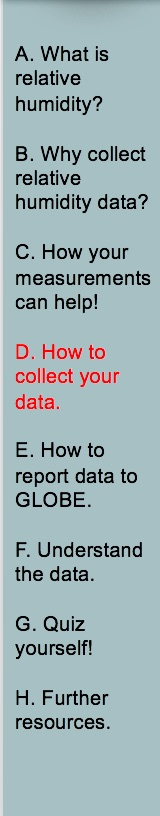 A. What is
relative
humidity?
B. Why collect
relative
humidity data?
C. How your
measurements
can help!
D. How to
collect your
data.
E. How to
report data to
GLOBE.
F. Understand
the data.
G. Quiz
yourself!
H. Further
resources.